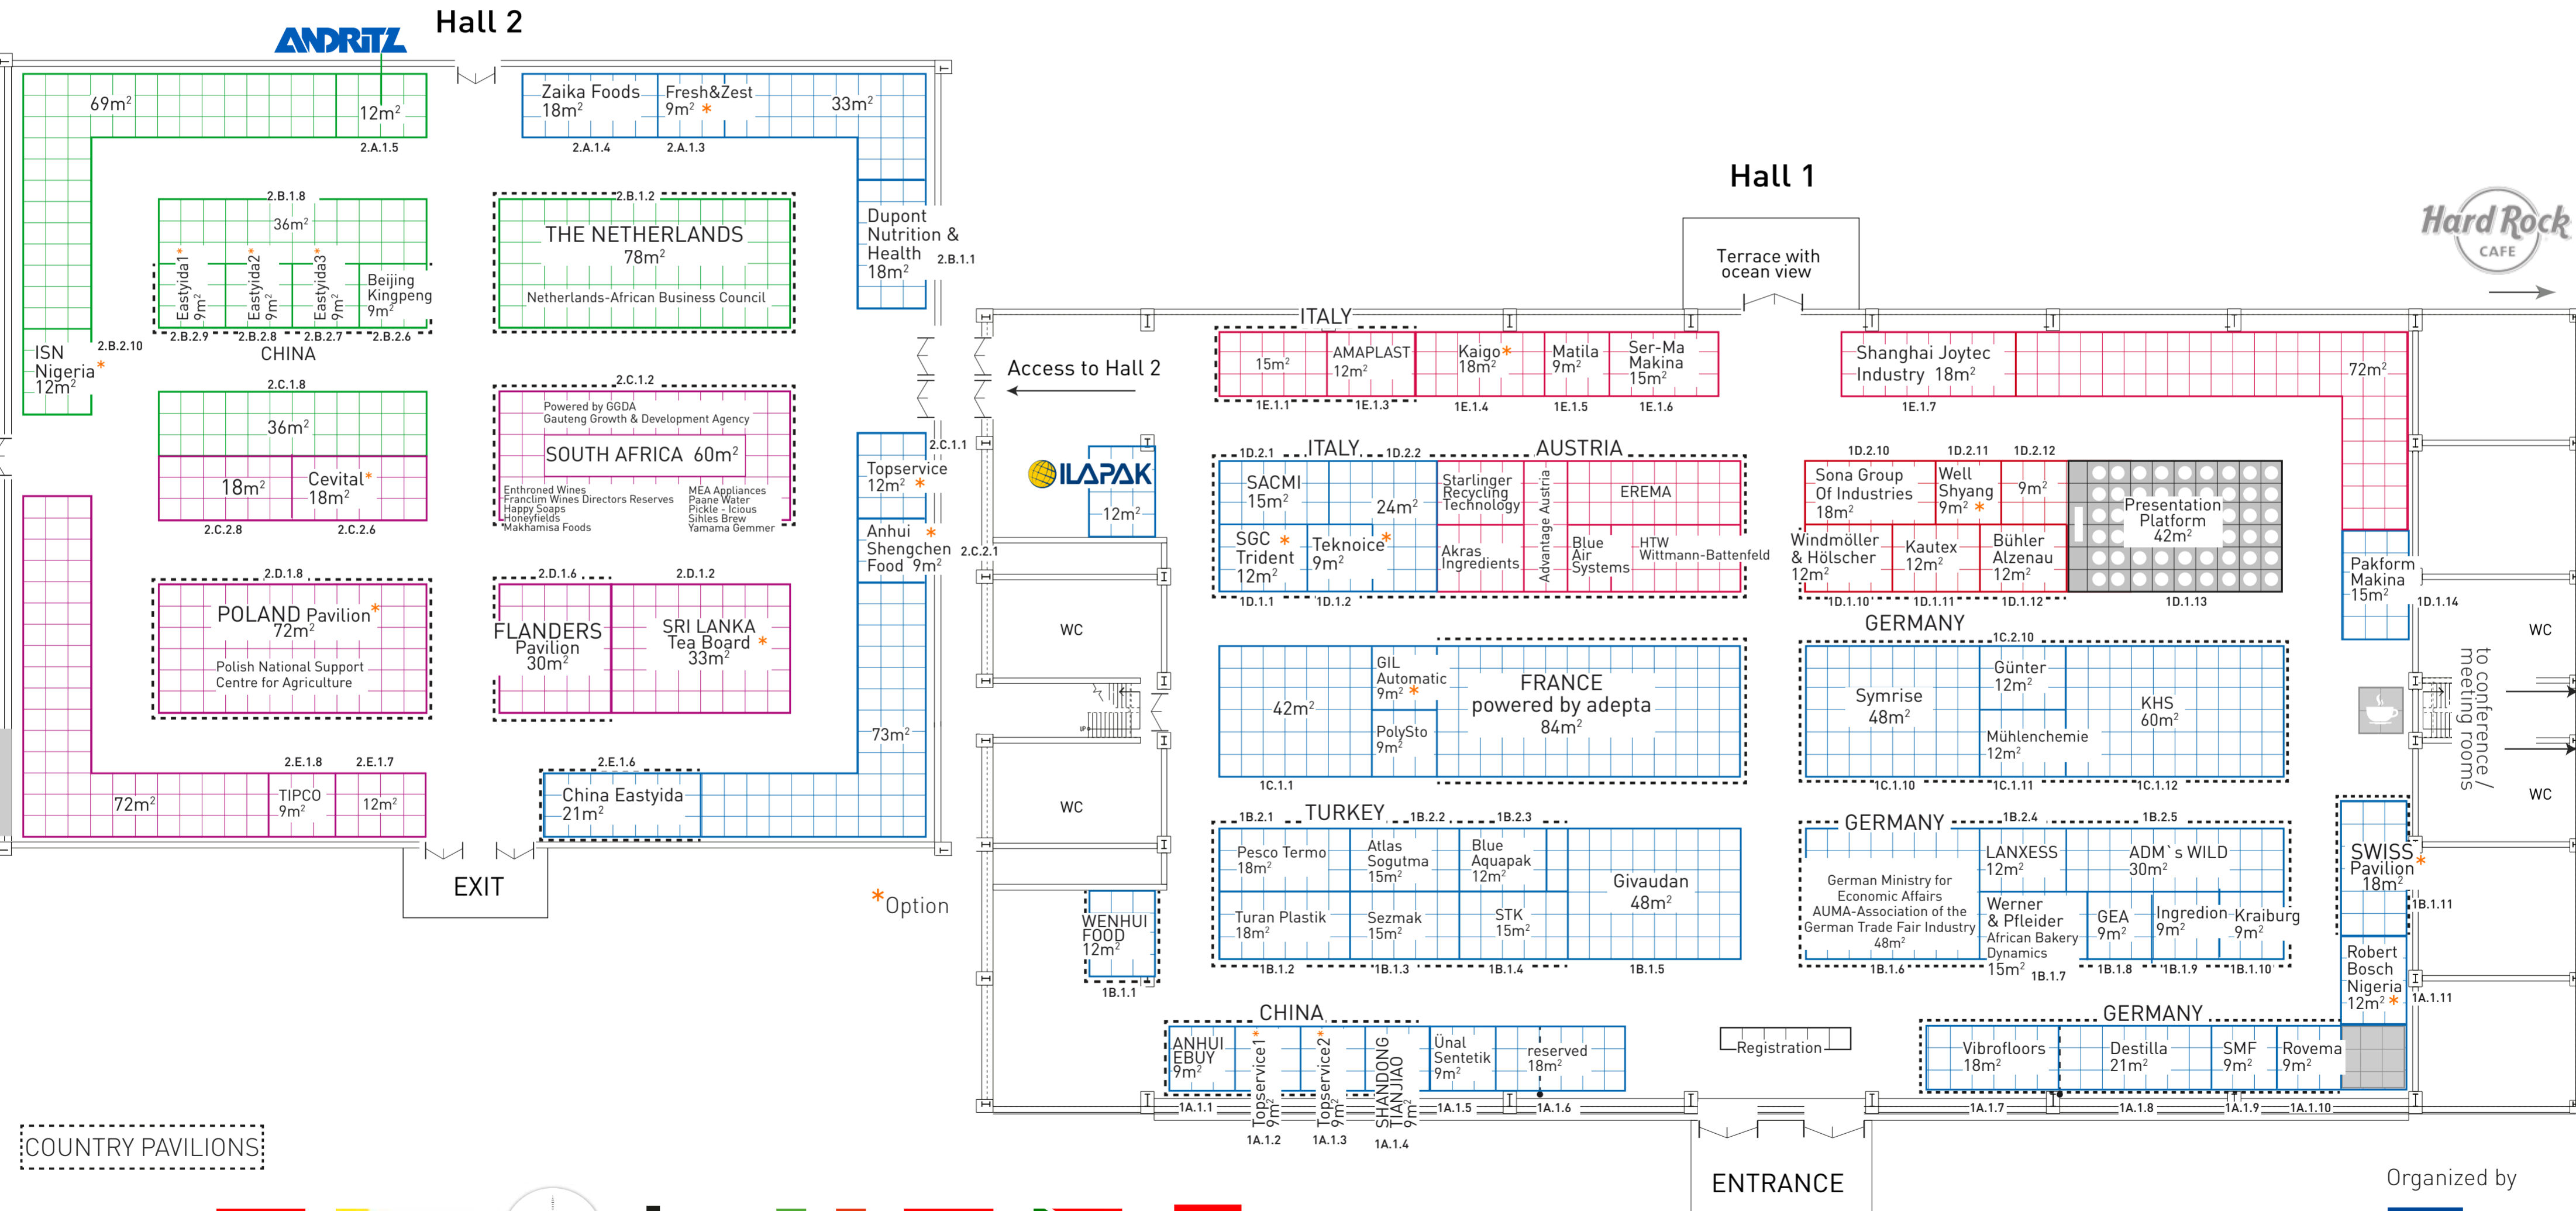 Hall 2
ANDRITZ
69m²
12m²
2.A.1.5
Zaika Foods
18m²
2.A.1.4
Fresh&Zest
9m² *
2.A.1.3
33m²
2.B.1.8
36m²
Eastyida1*
9m²
Eastyida2*
9m²
Eastyida3*
9m²
Beijing
Kingpeng
9m²
2.B.2.9
2.B.2.8
2.B.2.7
2.B.2.6
CHINA
2.B.1.2
THE NETHERLANDS
78m²
Netherlands-African Business Council
Dupont
Nutrition &
Health
18m²
2.B.1.1
ISN
Nigeria*
12m²
2.B.2.10
2.C.1.8
36m²
18m²
Cevital*
18m²
2.C.2.8
2.C.2.6
2.C.1.2
Powered by GGDA
Gauteng Growth & Development Agency
SOUTH AFRICA 60m²
Enthroned Wines
Franclim Wines Directors Reserves
Happy Soaps
Honeyfields
Makhamisa Foods
MEA Appliances
Paane Water
Pickle - Icious
Sihles Brew
Yamama Gemmer
2.C.1.1
Topservice
12m² *
Anhui *
Shengchen
Food 9m²
2.C.2.1
2.D.1.8
POLAND Pavilion*
72m²
Polish National Support
Centre for Agriculture
2.D.1.6
FLANDERS
Pavilion
30m²
2.D.1.2
SRI LANKA
Tea Board *
33m²
73m²
72m²
2.E.1.8
TIPCO
9m²
2.E.1.7
12m²
2.E.1.6
China Eastyida
21m²
EXIT
*Option
COUNTRY PAVILIONS
Hall 1
Terrace with
ocean view
Hard Rock
CAFE
Access to Hall 2
ILAPAK
12m²
WC
UP
WC
WENHUI
FOOD
12m²
1B.1.1
ITALY
15m²
AMAPLAST
12m²
Kaigo*
18m²
Matila
9m²
Ser-Ma
Makina
15m²
1E.1.1
1E.1.3
1E.1.4
1E.1.5
1E.1.6
Shanghai Joytec
Industry 18m²
1E.1.7
72m²
1D.2.1
ITALY
1D.2.2
AUSTRIA
SACMI
15m²
24m²
SGC *
Trident
12m²
Teknoice*
9m²
Starlinger
Recycling
Technology
Akras
Ingredients
Advantage Austria
EREMA
Blue
Air
Systems
HTW
Wittmann-Battenfeld
1D.1.1
1D.1.2
1D.2.10
1D.2.11
1D.2.12
Sona Group
Of Industries
18m²
Well
Shyang
9m² *
9m²
Windmöller
& Hölscher
12m²
Kautex
12m²
Bühler
Alzenau
12m²
Presentation
Platform
42m²
1D.1.10
1D.1.11
1D.1.12
1D.1.13
Pakform
Makina
15m²
1D.1.14
GERMANY
42m²
GIL
Automatic
9m² *
PolySto
9m²
FRANCE
powered by adepta
84m²
1C.1.1
1C.2.10
Symrise
48m²
Günter
12m²
Mühlenchemie
12m²
KHS
60m²
1C.1.10
1C.1.11
1C.1.12
to conference /
meeting rooms
WC
WC
1B.2.1
TURKEY
1B.2.2
1B.2.3
Pesco Termo
18m²
Atlas
Sogutma
15m²
Blue
Aquapak
12m²
Givaudan
48m²
Turan Plastik
18m²
Sezmak
15m²
STK
15m²
1B.1.2
1B.1.3
1B.1.4
1B.1.5
GERMANY
1B.2.4
1B.2.5
German Ministry for
Economic Affairs
AUMA-Association of the
German Trade Fair Industry
48m²
LANXESS
12m²
ADM`s WILD
30m²
Werner
& Pfleider
African Bakery
Dynamics
15m²
GEA
9m²
Ingredion
9m²
Kraiburg
9m²
1B.1.6
1B.1.7
1B.1.8
1B.1.9
1B.1.10
SWISS*
Pavilion
18m²
1B.1.11
Robert
Bosch
Nigeria
12m² *
1A.1.11
CHINA
ANHUI
EBUY
9m²
Topservice1*
9m²
Topservice2*
9m²
SHANDONG
TIANJIAO
9m²
Ünal
Sentetik
9m²
reserved
18m²
1A.1.1
1A.1.2
1A.1.3
1A.1.4
1A.1.5
1A.1.6
Registration
GERMANY
Vibrofloors
18m²
Destilla
21m²
SMF
9m²
Rovema
9m²
1A.1.7
1A.1.8
1A.1.9
1A.1.10
ENTRANCE
Organized by